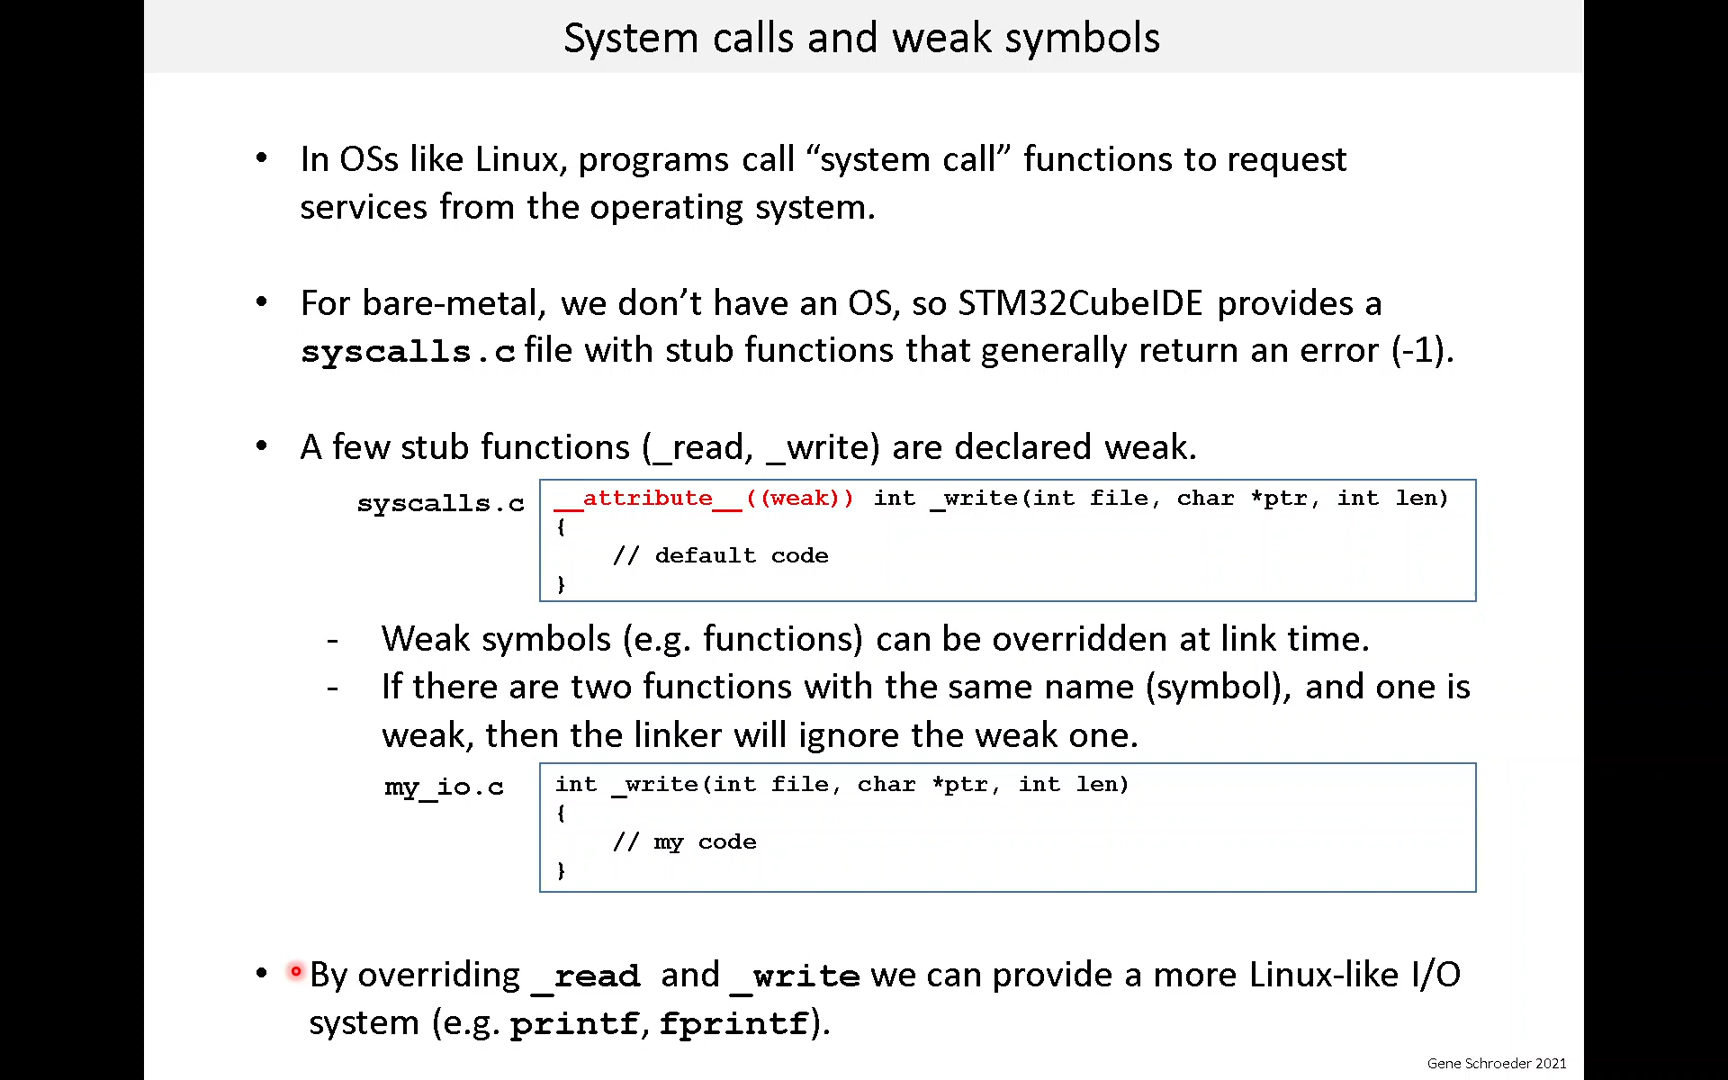 System calls and weak symbols
• In OSs like Linux, programs call “system call” functions to request
services from the operating system.
• For bare-metal, we don’t have an OS, so STM32CubeIDE provides a
syscalls.c file with stub functions that generally return an error (-1).
• A few stub functions (_read, _write) are declared weak.
syscalls.c __attribute__((weak)) int _write(int file, char *ptr, int len)
{
// default code
}
- Weak symbols (e.g. functions) can be overridden at link time.
- If there are two functions with the same name (symbol), and one is
weak, then the linker will ignore the weak one.
my_io.c int _write(int file, char *ptr, int len)
{
// my code
}
• By overriding _read and _write we can provide a more Linux-like I/O
system (e.g. printf, fprintf).
Gene Schroeder 2021